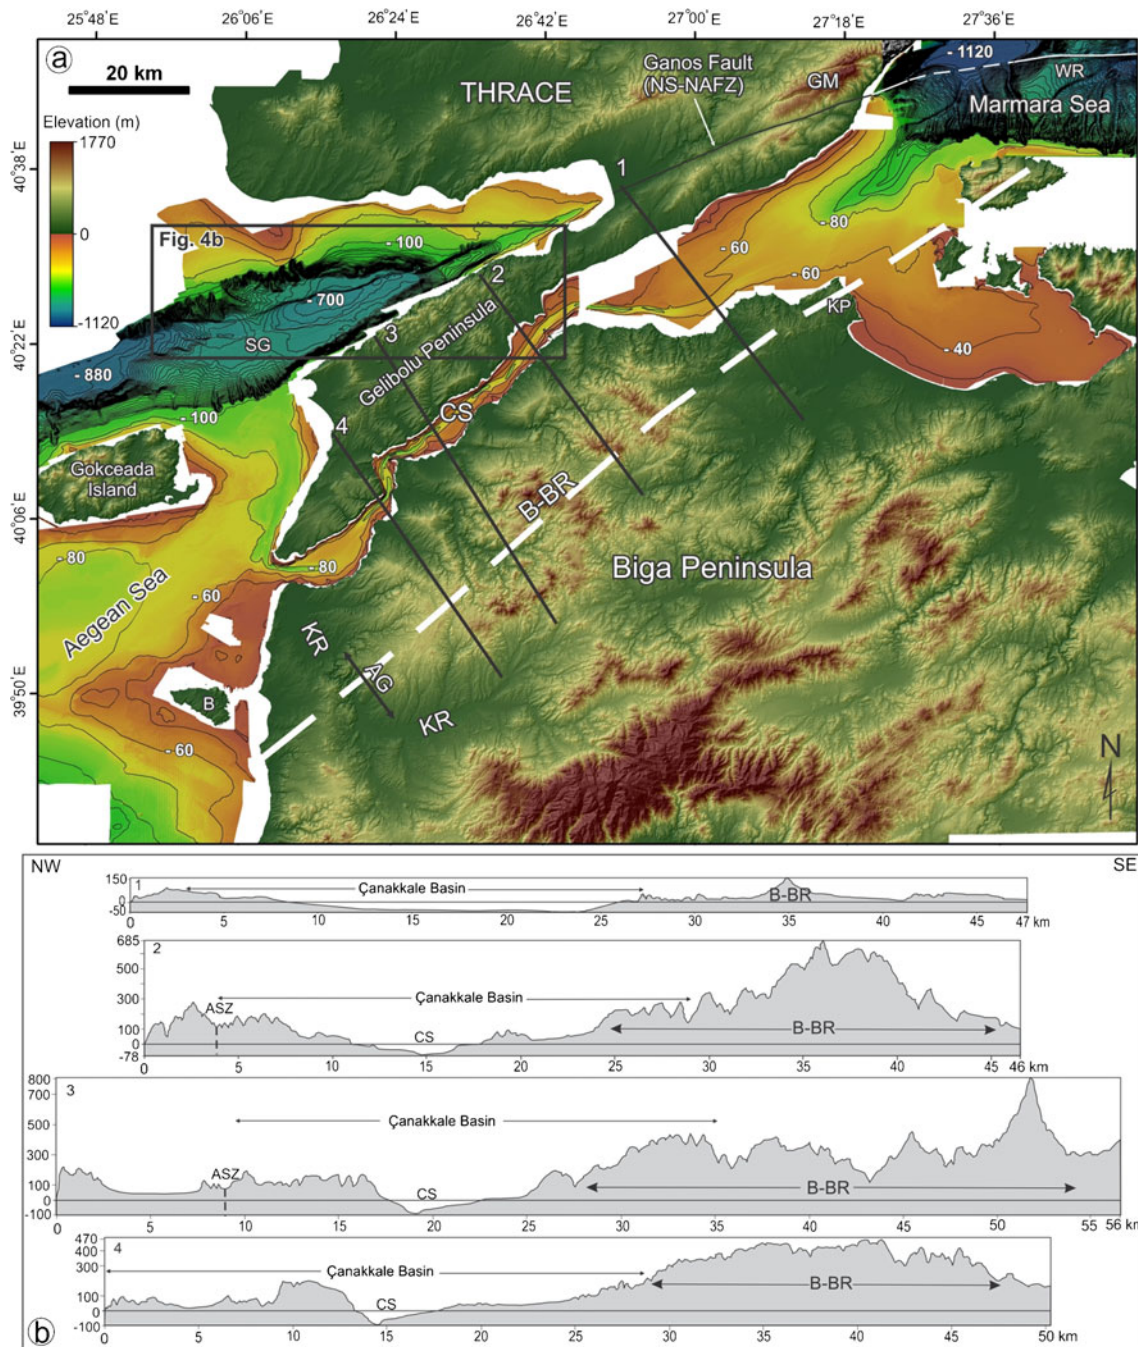 25°48'E 26°06'E 26°24'E 26°42'E 27°00'E 27°18'E 27°36'E
a
20 km
Elevation (m)
1770
0
-1120
THRACE
Ganos Fault
(NS-NAFZ)
GM
- 1120
WR
Marmara Sea
40°38'E
1
Fig. 4b
- 100
- 80
- 60
2
- 60
- 700
KP
40°22'E
SG
3
Gelibolu Peninsula
- 40
- 880
- 100
CS
4
Gokceada
Island
B-BR
40°06'E
- 80
- 80
Biga Peninsula
Aegean Sea
- 60
KR
AG
39°50'E
B
KR
- 60
N
NW SE
150
0
-50
1
Çanakkale Basin
B-BR
0 5 10 15 20 25 30 35 40 45 47 km
685
500
300
100
0
-78
2
ASZ
Çanakkale Basin
CS
B-BR
0 5 10 15 20 25 30 35 40 45 46 km
800
700
500
300
100
0
-100
3
Çanakkale Basin
ASZ
CS
B-BR
0 5 10 15 20 25 30 35 40 45 50 55 56 km
470
400
300
100
0
-100
4
Çanakkale Basin
CS
B-BR
0 5 10 15 20 25 30 35 40 45 50 km
b